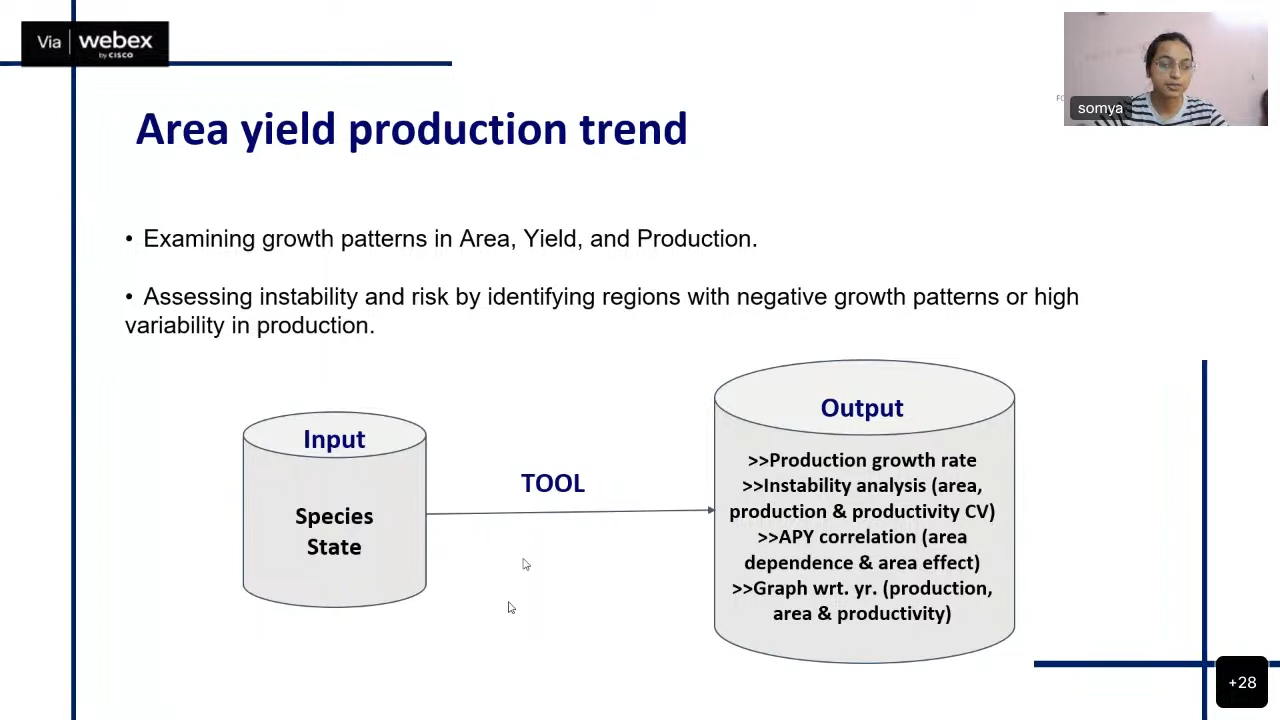 Via webex
by CISCO
somya
FO
Area yield production trend
• Examining growth patterns in Area, Yield, and Production.
• Assessing instability and risk by identifying regions with negative growth patterns or high
variability in production.
Input
Species
State
TOOL
Output
>>Production growth rate
>>Instability analysis (area,
production & productivity CV)
>>APY correlation (area
dependence & area effect)
>>Graph wrt. yr. (production,
area & productivity)
+28